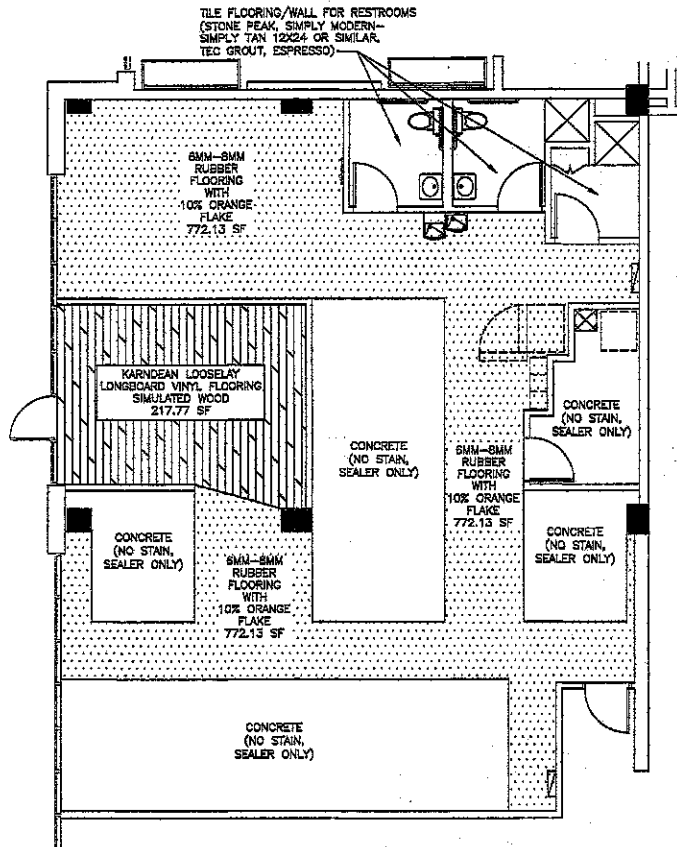 TILE FLOORING/WALL FOR RESTROOMS
(STONE PEAK, SIMPLY MODERN-
SIMPLY TAN 12X24 OR SIMILAR,
TEC GROUT, ESPRESSO)
6MM-8MM
RUBBER
FLOORING
WITH
10% ORANGE
FLAKE
772.13 SF
KARNDEAN LOOSELAY
LONGBOARD VINYL FLOORING
SIMULATED WOOD
217.77 SF
CONCRETE
(NO STAIN,
SEALER ONLY)
CONCRETE
(NO STAIN,
SEALER ONLY)
6MM-8MM
RUBBER
FLOORING
WITH
10% ORANGE
FLAKE
772.13 SF
CONCRETE
(NO STAIN,
SEALER ONLY)
CONCRETE
(NO STAIN,
SEALER ONLY)
6MM-8MM
RUBBER
FLOORING
WITH
10% ORANGE
FLAKE
772.13 SF
CONCRETE
(NO STAIN,
SEALER ONLY)